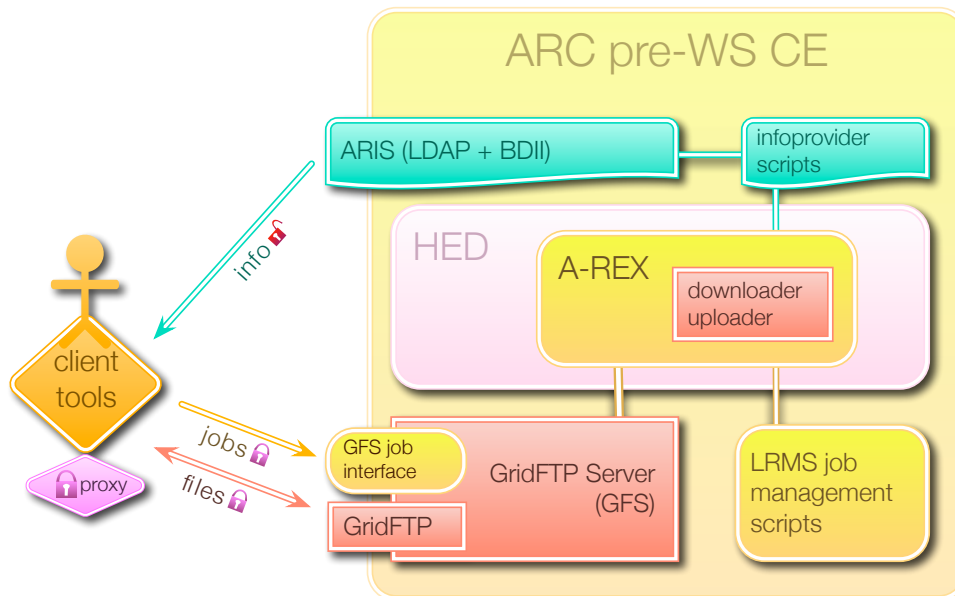 ARC pre-WS CE
ARIS (LDAP + BDII)
infoprovider
scripts
info
HED
A-REX
downloader
uploader
client
tools
proxy
jobs
files
GFS job
interface
GridFTP
GridFTP Server
(GFS)
LRMS job
management
scripts